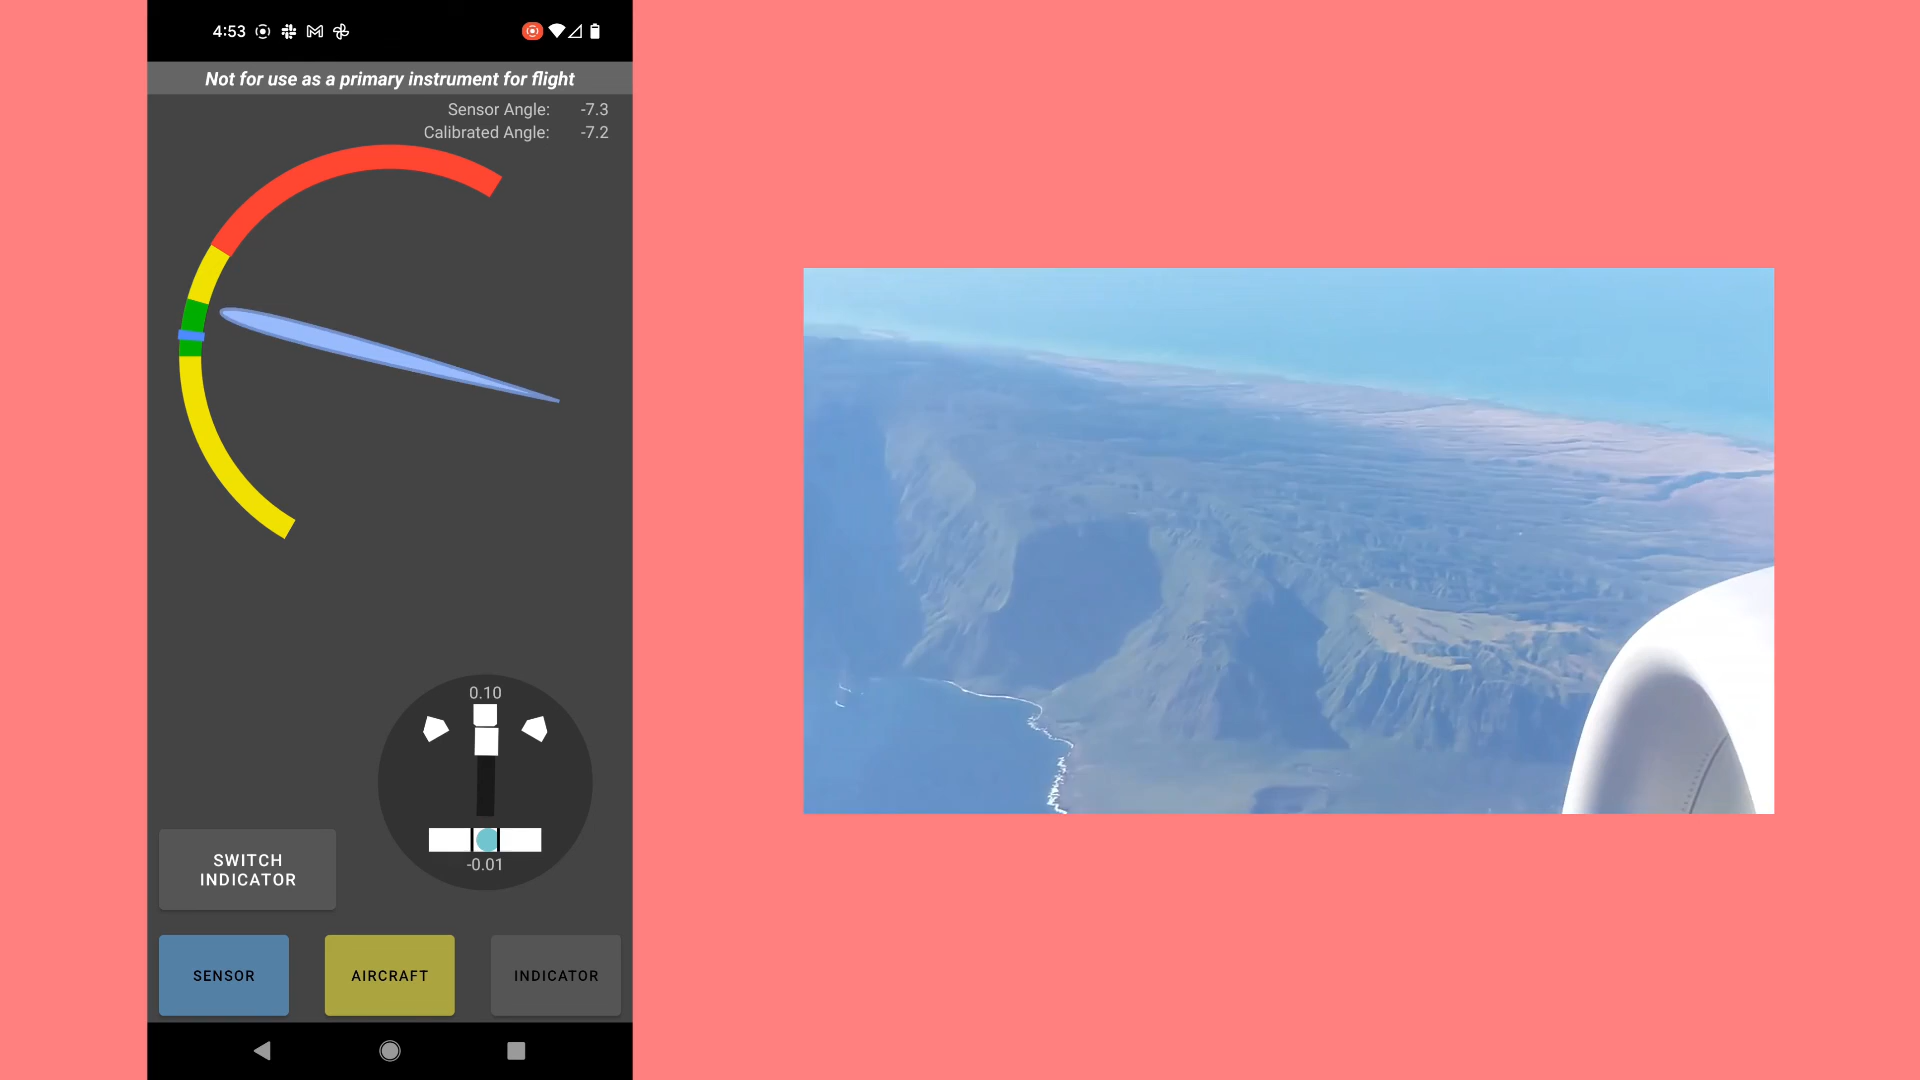 4:53
Not for use as a primary instrument for flight
Sensor Angle: -7.3
Calibrated Angle: -7.2
0.10
-0.01
SWITCH
INDICATOR
SENSOR
AIRCRAFT
INDICATOR